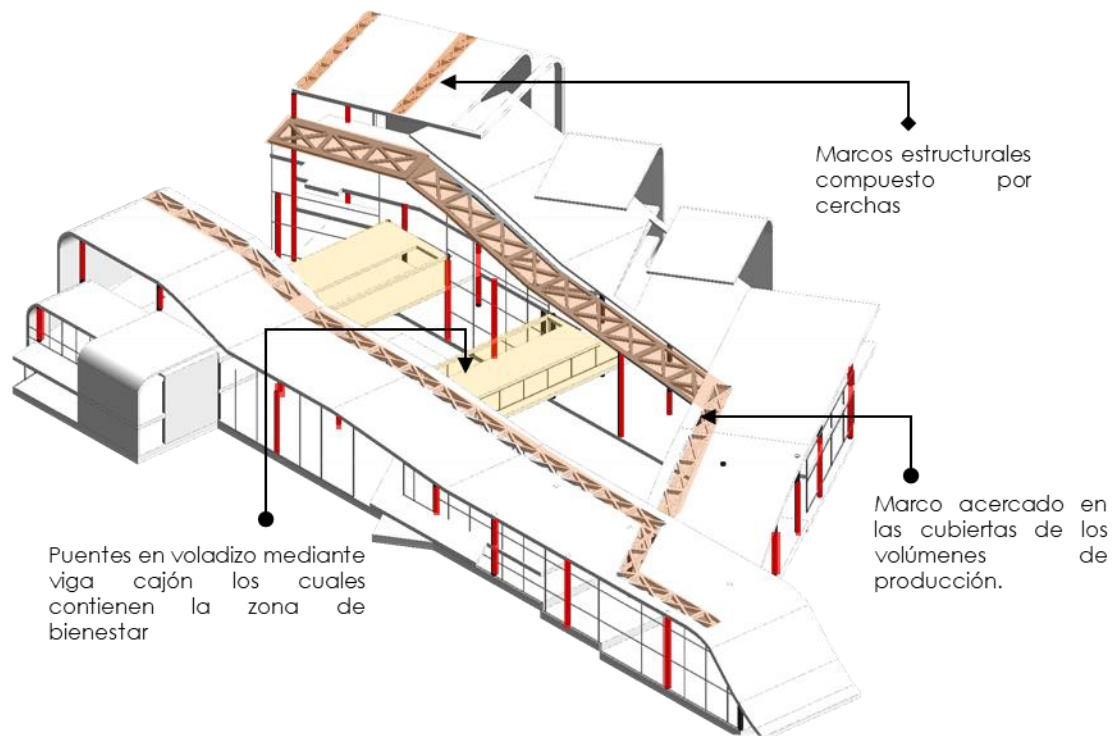 Marcos estructurales
compuesto por
cerchas
Marco acercado en
las cubiertas de los
volúmenes de
producción.
Puentes en voladizo mediante
viga cajón los cuales
contienen la zona de
bienestar